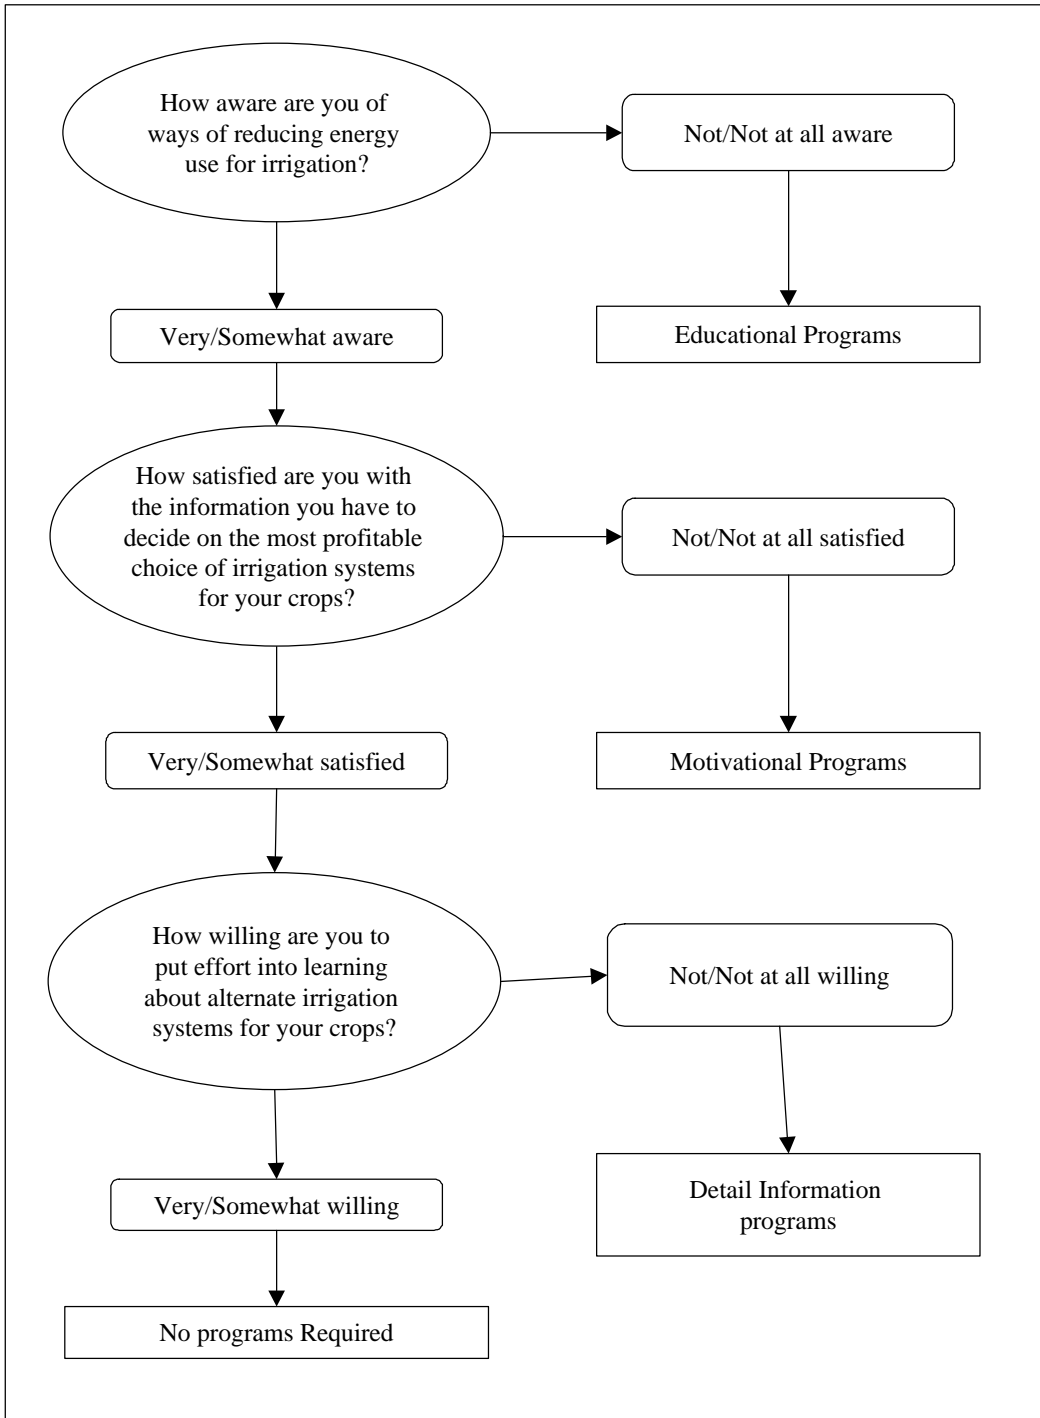 How aware are you of
ways of reducing energy
use for irrigation?
Not/Not at all aware
Very/Somewhat aware
Educational Programs
How satisfied are you with
the information you have to
decide on the most profitable
choice of irrigation systems
for your crops?
Not/Not at all satisfied
Very/Somewhat satisfied
Motivational Programs
How willing are you to
put effort into learning
about alternate irrigation
systems for your crops?
Not/Not at all willing
Very/Somewhat willing
Detail Information
programs
No programs Required